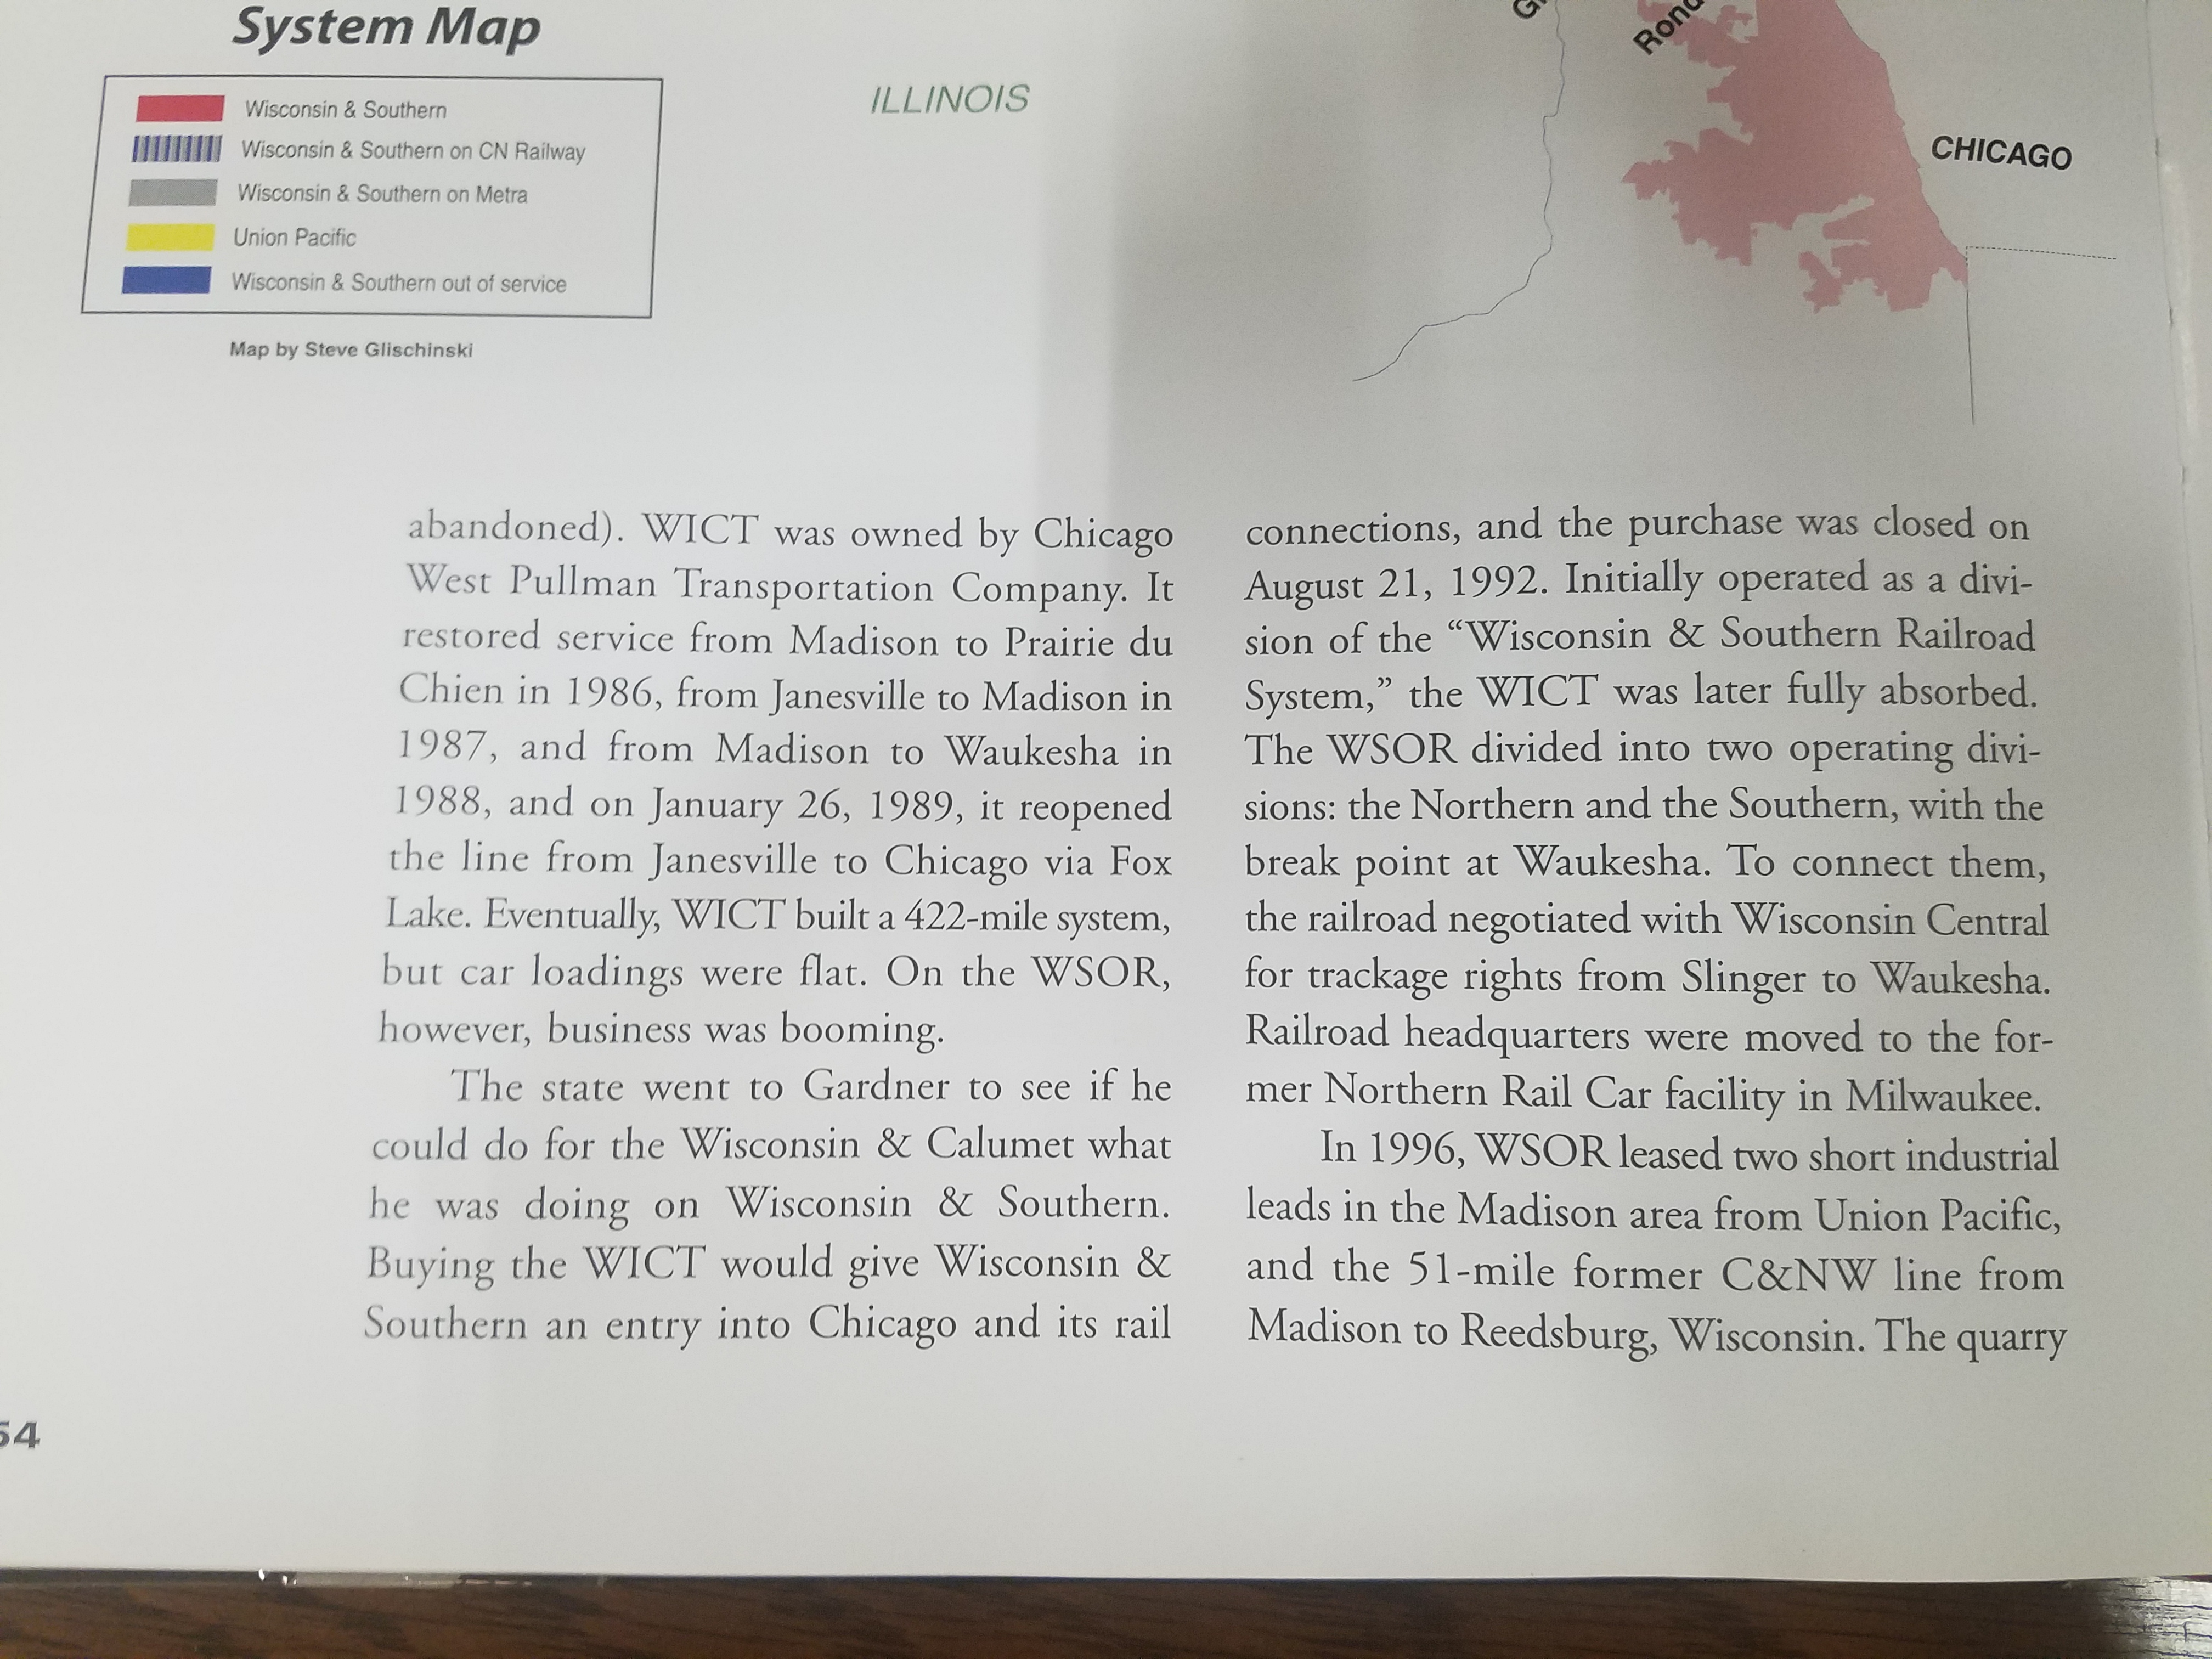 System Map
Wisconsin & Southern
Wisconsin & Southern on CN Railway
Wisconsin & Southern on Metra
Union Pacific
Wisconsin & Southern out of service
Map by Steve Glischinski
ILLINOIS
CHICAGO
abandoned). WICT was owned by Chicago
West Pullman Transportation Company. It
restored service from Madison to Prairie du
Chien in 1986, from Janesville to Madison in
1987, and from Madison to Waukesha in
1988, and on January 26, 1989, it reopened
the line from Janesville to Chicago via Fox
Lake. Eventually, WICT built a 422-mile system,
but car loadings were flat. On the WSOR,
however, business was booming.
The state went to Gardner to see if he
could do for the Wisconsin & Calumet what
he was doing on Wisconsin & Southern.
Buying the WICT would give Wisconsin &
Southern an entry into Chicago and its rail
connections, and the purchase was closed on
August 21, 1992. Initially operated as a divi-
sion of the “Wisconsin & Southern Railroad
System,” the WICT was later fully absorbed.
The WSOR divided into two operating divi-
sions: the Northern and the Southern, with the
break point at Waukesha. To connect them,
the railroad negotiated with Wisconsin Central
for trackage rights from Slinger to Waukesha.
Railroad headquarters were moved to the for-
mer Northern Rail Car facility in Milwaukee.
In 1996, WSOR leased two short industrial
leads in the Madison area from Union Pacific,
and the 51-mile former C&NW line from
Madison to Reedsburg, Wisconsin. The quarry